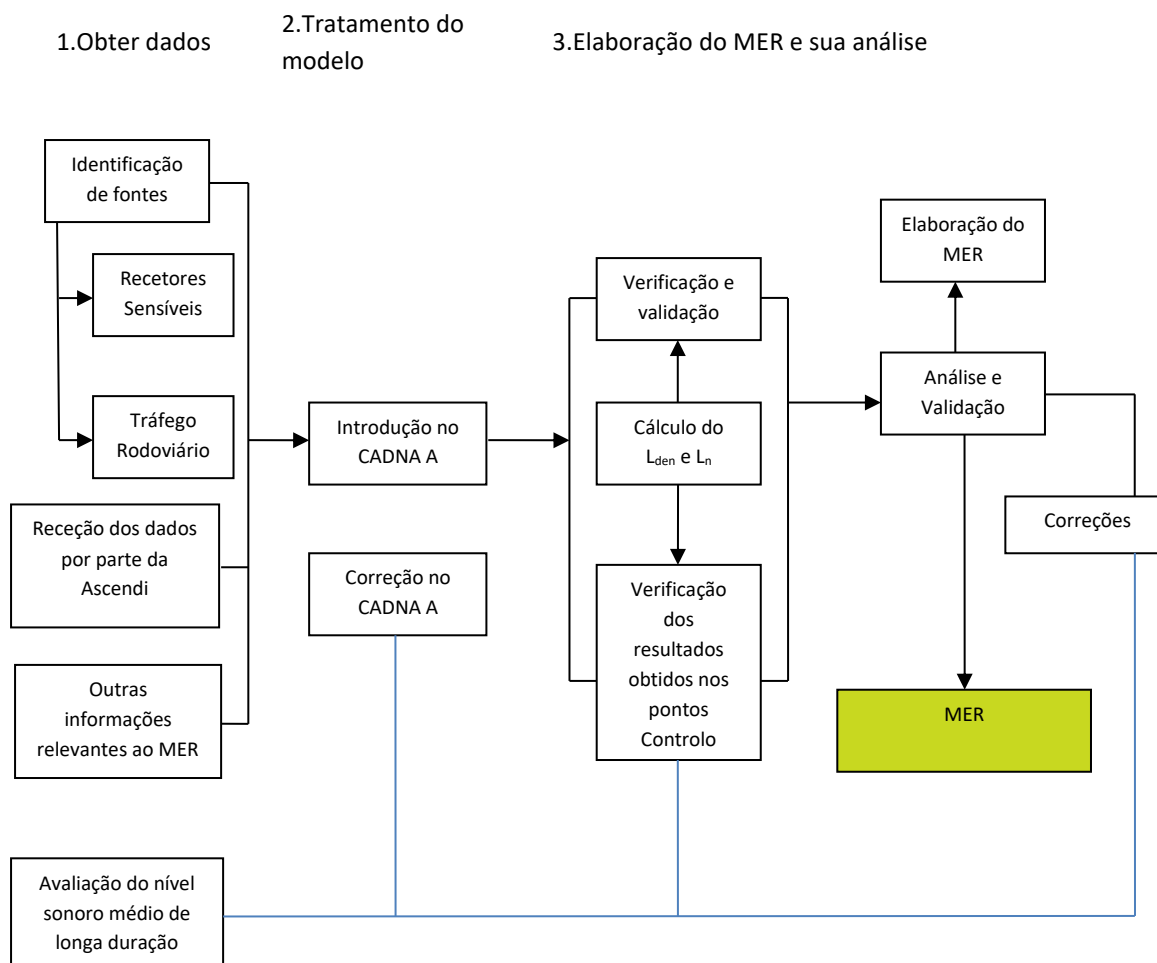 1.Obter dados
2.Tratamento do
modelo
3.Elaboração do MER e sua análise
Identificação
de fontes
Recetores
Sensíveis
Tráfego
Rodoviário
Receção dos dados
por parte da
Ascendi
Outras
informações
relevantes ao MER
Avaliação do nível
sonoro médio de
longa duração
Introdução no
CADNA A
Correção no
CADNA A
Verificação e
validação
Cálculo do
Lden e Ln
Verificação
dos
resultados
obtidos nos
pontos
Controlo
Elaboração do
MER
Análise e
Validação
Correções
MER